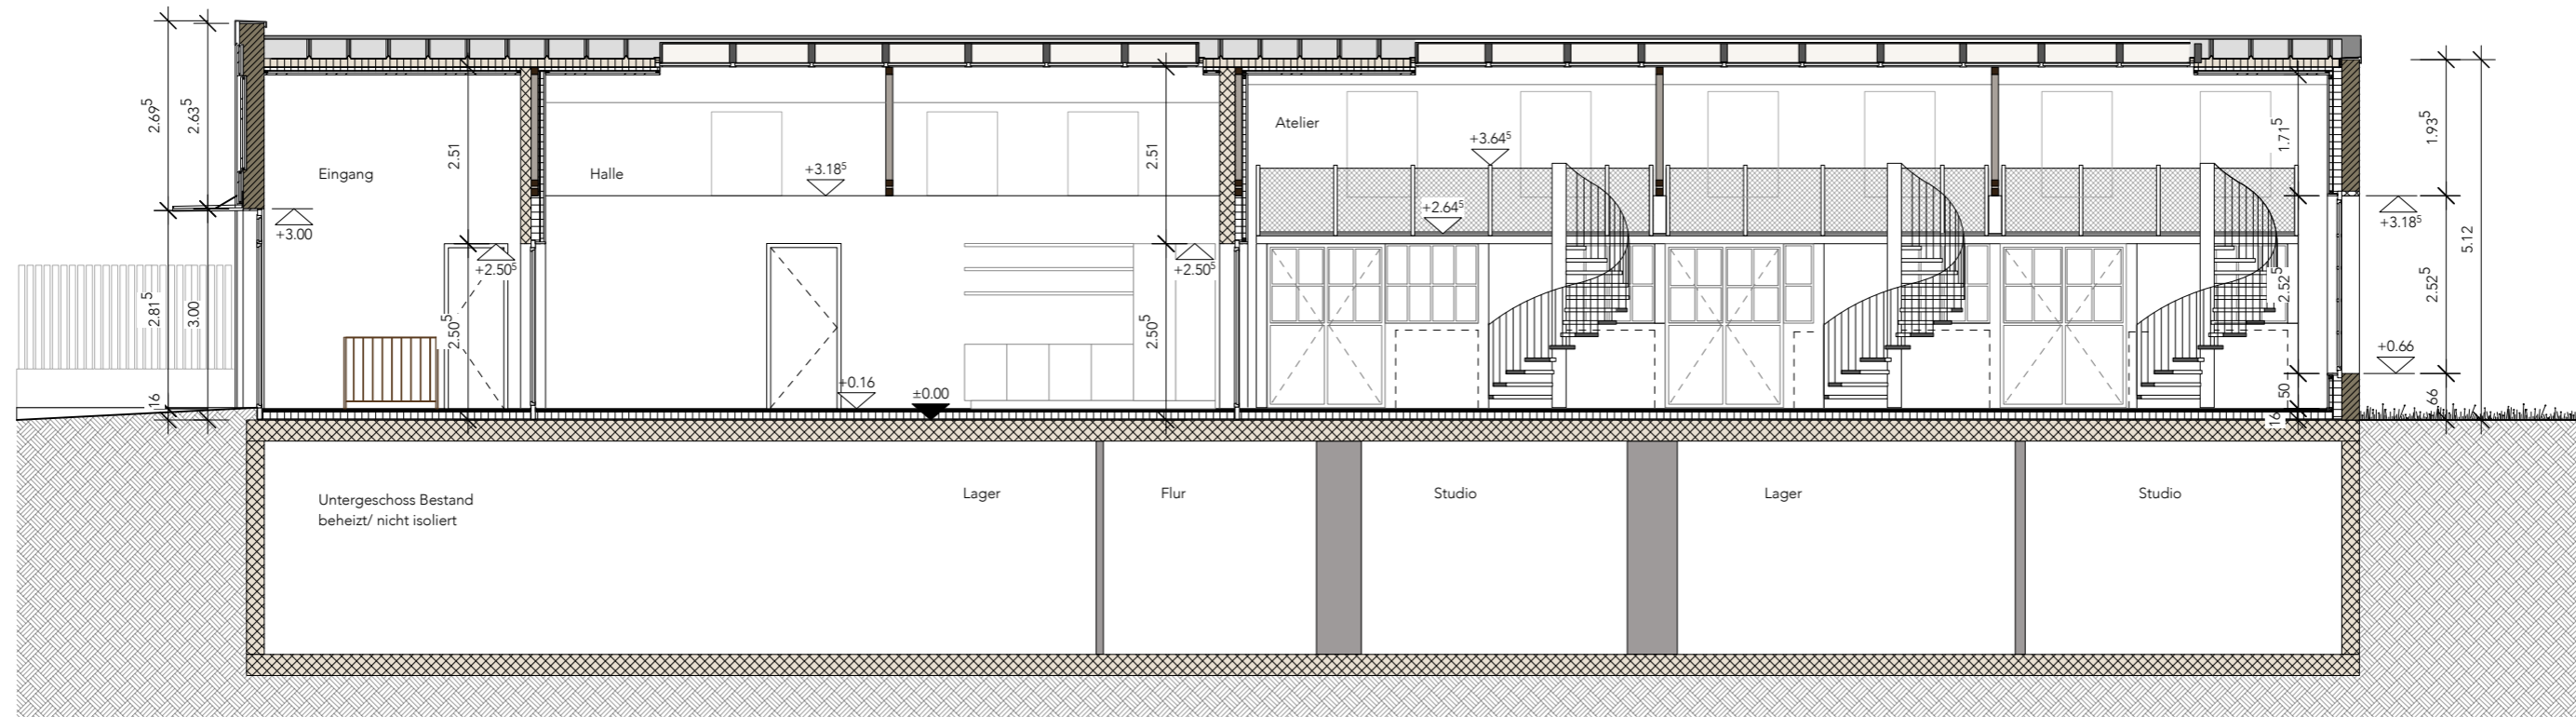 2.69⁵
2.63⁵
2.81⁵
3.00
16
Eingang
+3.00
2.51
+2.50⁵
2.50⁵
Halle
+3.18⁵
+0.16
±0.00
2.51
+2.50⁵
2.50⁵
Atelier
+3.64⁵
+2.64⁵
1.71⁵
2.52⁵
50
16
1.93⁵
+3.18⁵
5.12
2.52⁵
+0.66
66
Untergeschoss Bestand
beheizt/ nicht isoliert
Lager
Flur
Studio
Lager
Studio